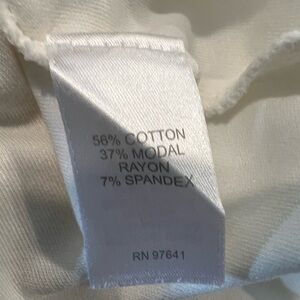 56% COTTON
37% MODAL
RAYON
7% SPANDEX
RN 97641